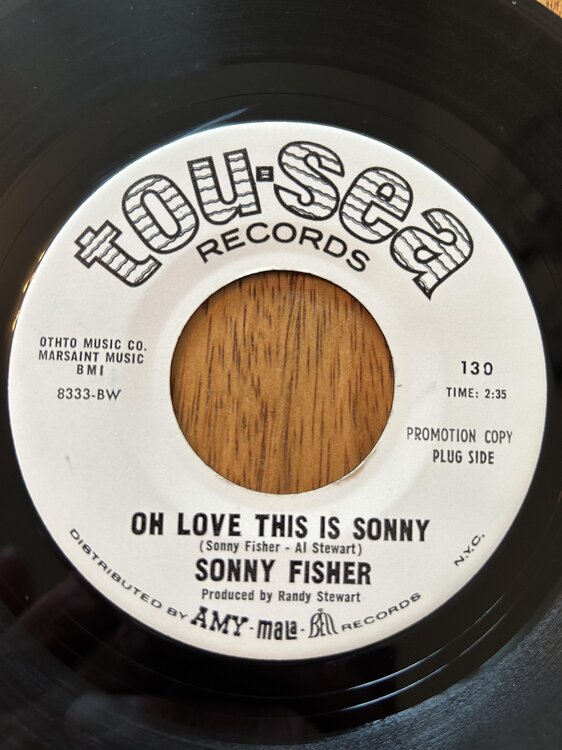 tou-sea
RECORDS
OTHTO MUSIC CO.
MARSAINT MUSIC
BMI
8333-BW
130
TIME: 2:35
PROMOTION COPY
PLUG SIDE
OH LOVE THIS IS SONNY
(Sonny Fisher - Al Stewart)
SONNY FISHER
Produced by Randy Stewart
DISTRIBUTED BY AMY-mala-BELL RECORDS N.Y.C.